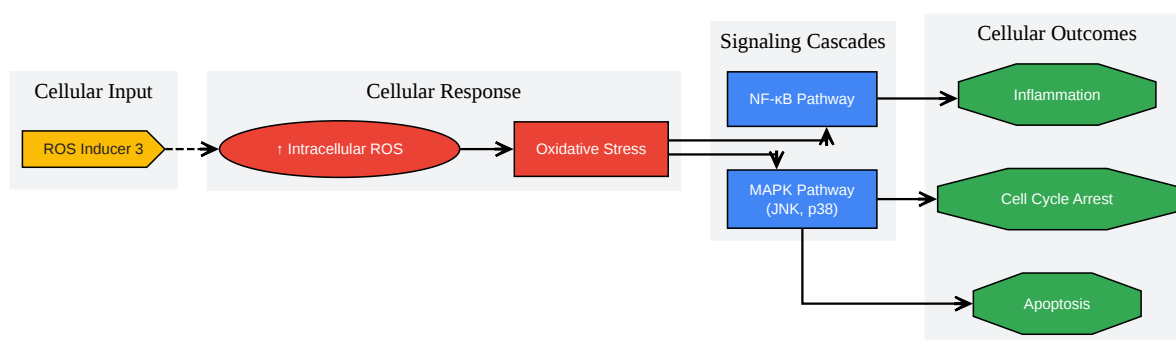 Cellular Input
ROS Inducer 3
Cellular Response
↑ Intracellular ROS
Oxidative Stress
Signaling Cascades
NF-κB Pathway
MAPK Pathway
(JNK, p38)
Cellular Outcomes
Inflammation
Cell Cycle Arrest
Apoptosis